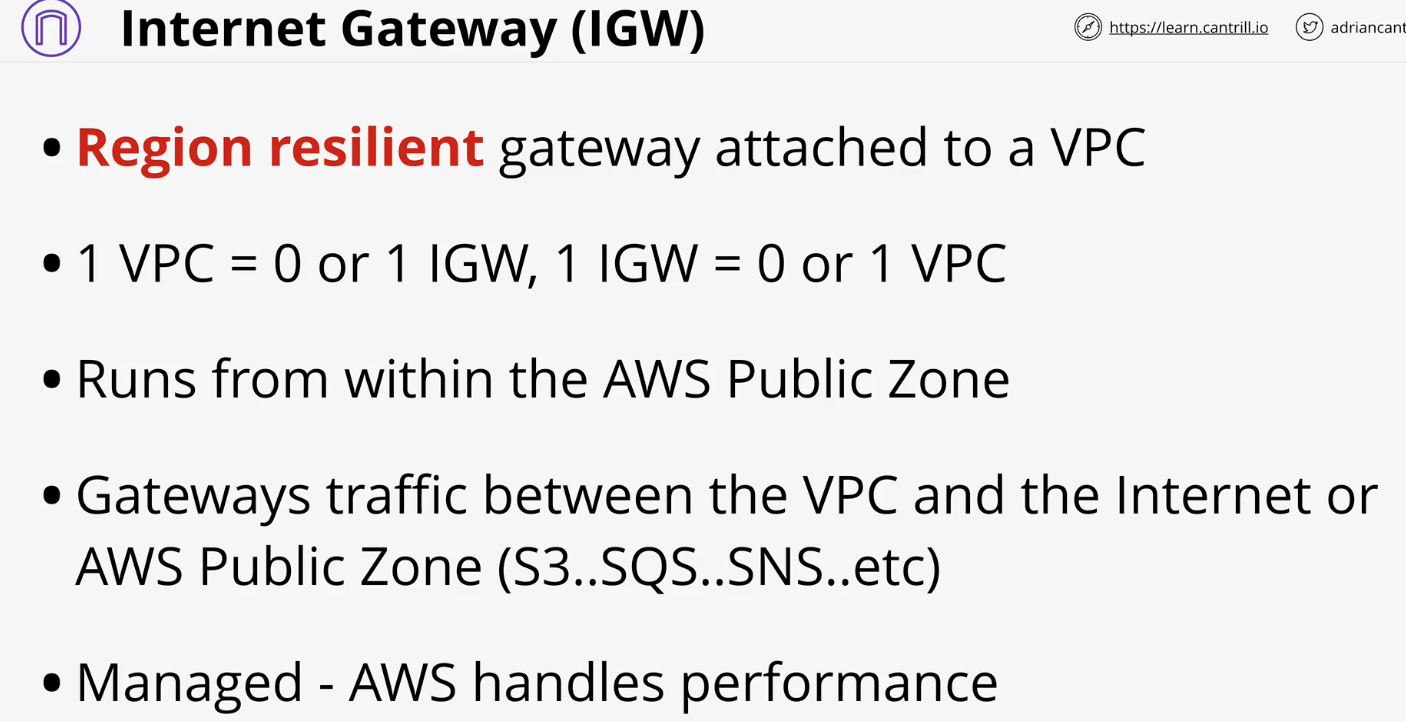 Internet Gateway (IGW)
https://learn.cantrill.io
adriancant
• Region resilient gateway attached to a VPC
• 1 VPC = 0 or 1 IGW, 1 IGW = 0 or 1 VPC
• Runs from within the AWS Public Zone
• Gateways traffic between the VPC and the Internet or
AWS Public Zone (S3..SQS..SNS..etc)
• Managed - AWS handles performance